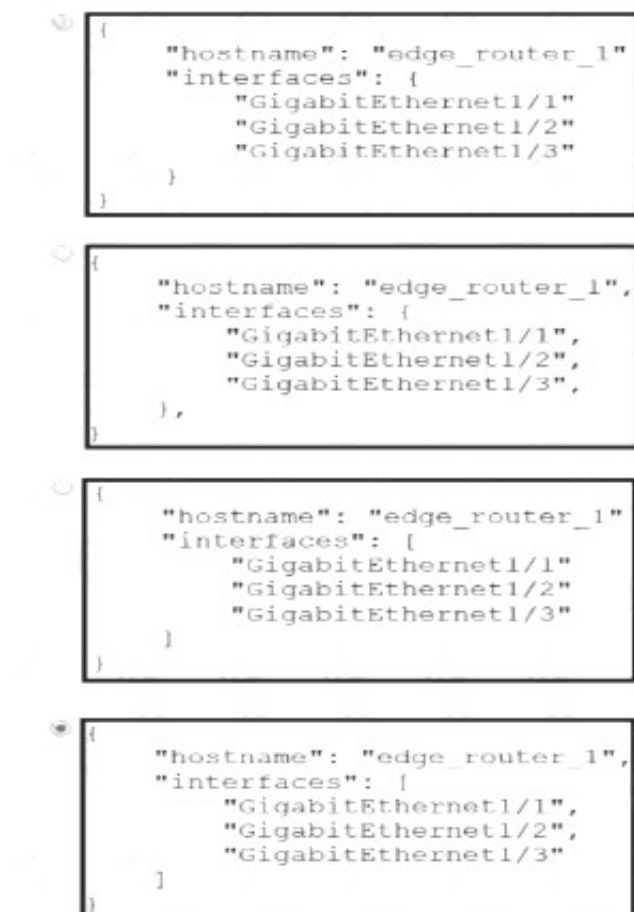 {
"hostname": "edge_router_1"
"interfaces": {
"GigabitEthernet1/1"
"GigabitEthernet1/2"
"GigabitEthernet1/3"
}
}
{
"hostname": "edge_router_1",
"interfaces": {
"GigabitEthernet1/1",
"GigabitEthernet1/2",
"GigabitEthernet1/3",
},
}
{
"hostname": "edge_router_1"
"interfaces": [
"GigabitEthernet1/1"
"GigabitEthernet1/2"
"GigabitEthernet1/3"
]
}
{
"hostname": "edge_router_1",
"interfaces": [
"GigabitEthernet1/1",
"GigabitEthernet1/2",
"GigabitEthernet1/3"
]
}